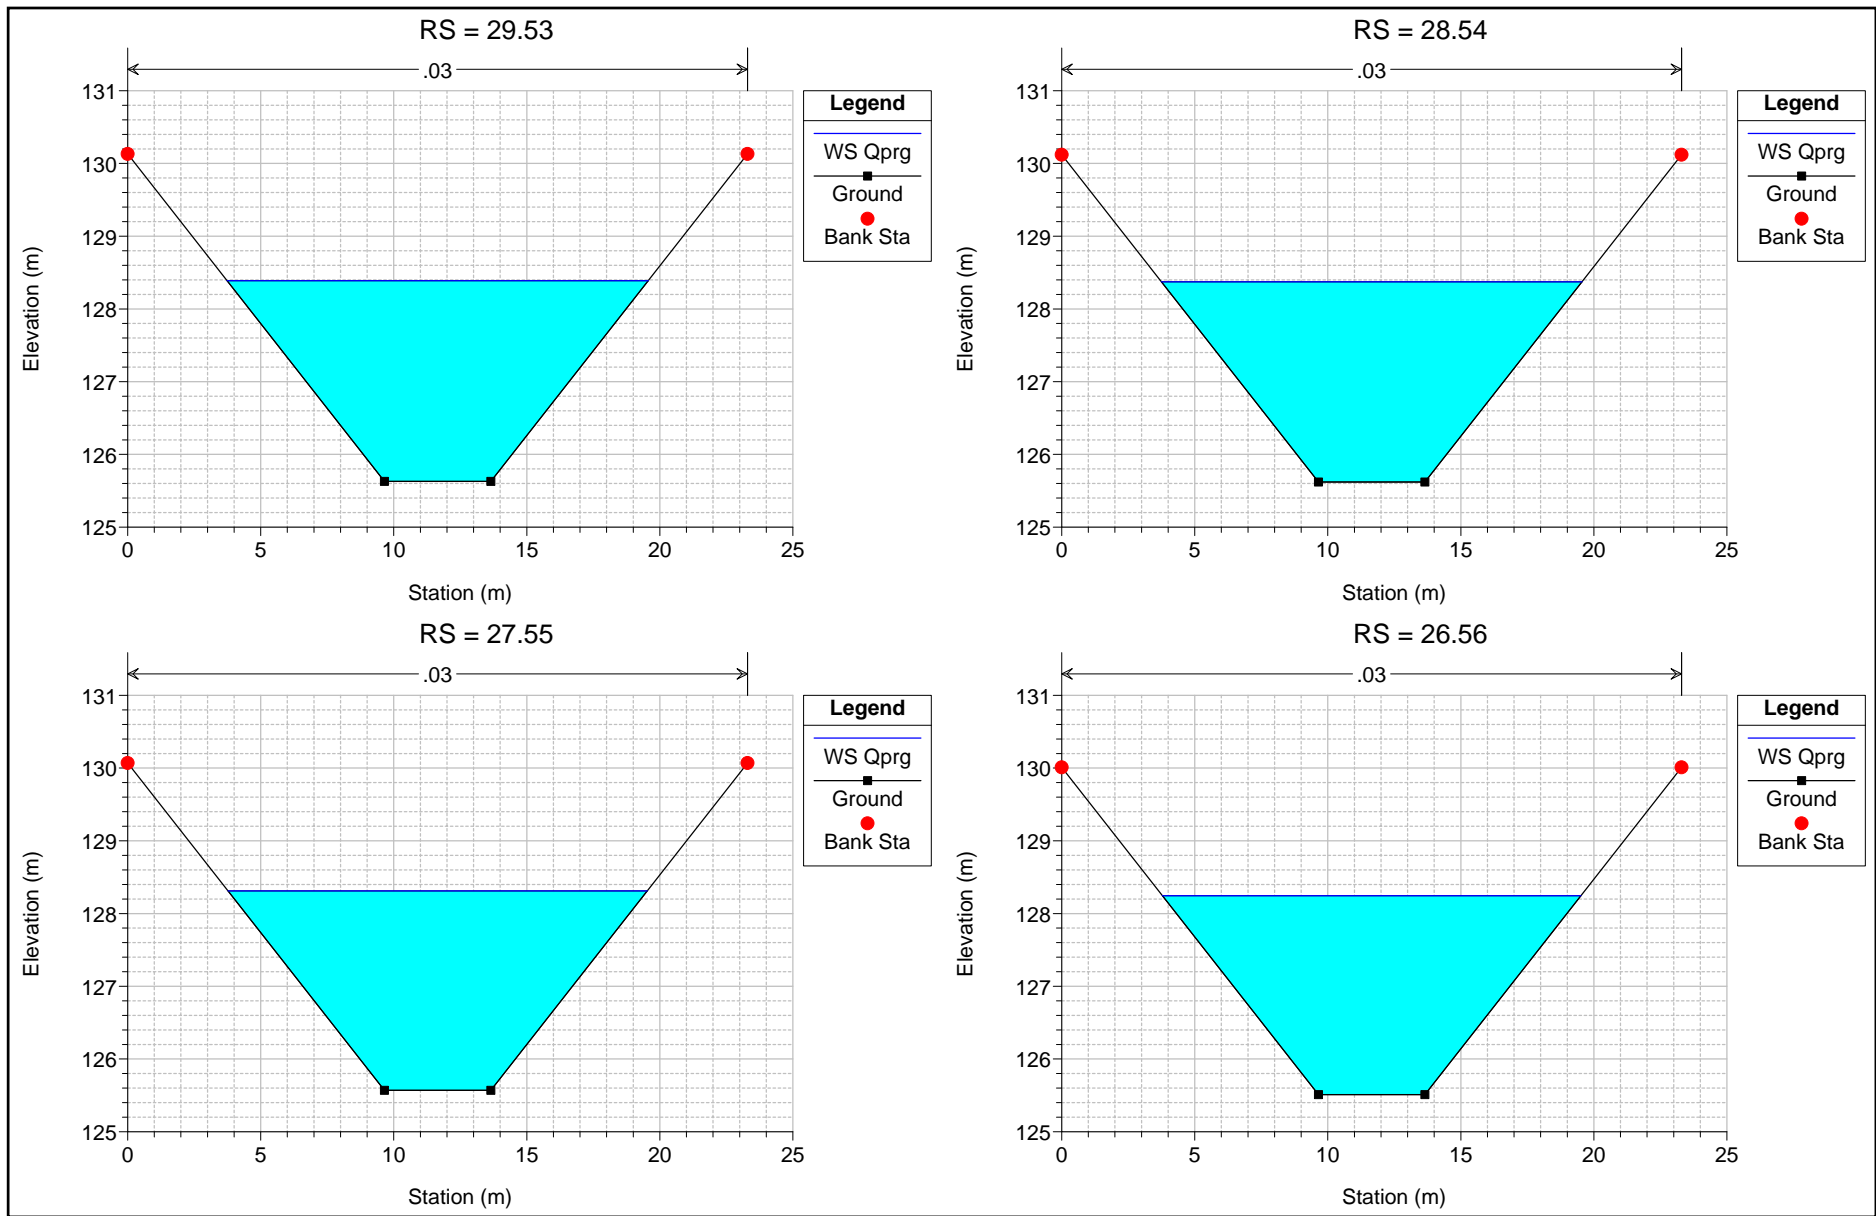 RS = 29.53
.03
131
130
129
128
127
126
125
0 5 10 15 20 25
Elevation (m)
Station (m)
Legend
WS Qprg
Ground
Bank Sta
RS = 28.54
.03
131
130
129
128
127
126
125
0 5 10 15 20 25
Elevation (m)
Station (m)
Legend
WS Qprg
Ground
Bank Sta
RS = 27.55
.03
131
130
129
128
127
126
125
0 5 10 15 20 25
Elevation (m)
Station (m)
Legend
WS Qprg
Ground
Bank Sta
RS = 26.56
.03
131
130
129
128
127
126
125
0 5 10 15 20 25
Elevation (m)
Station (m)
Legend
WS Qprg
Ground
Bank Sta